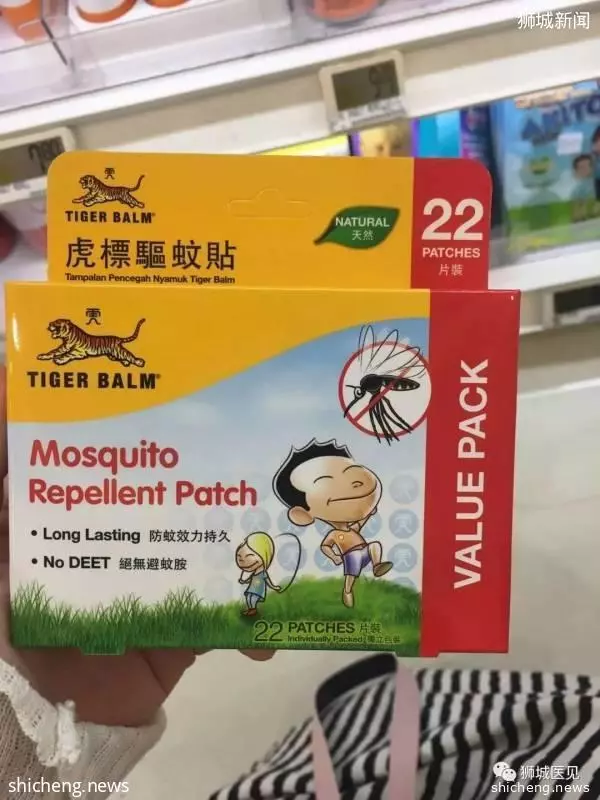 狮城新闻
TIGER BALM®
虎標驅蚊貼
Tampalan Pencegah Nyamuk Tiger Balm
NATURAL
天然
22
PATCHES
片裝
TIGER BALM®
Mosquito
Repellent Patch
• Long Lasting 防蚊效力持久
• No DEET 絕無避蚊胺
22 PATCHES 片裝
Individually Packed 獨立包裝
VALUE PACK
狮城医见
shicheng.news
shicheng.news